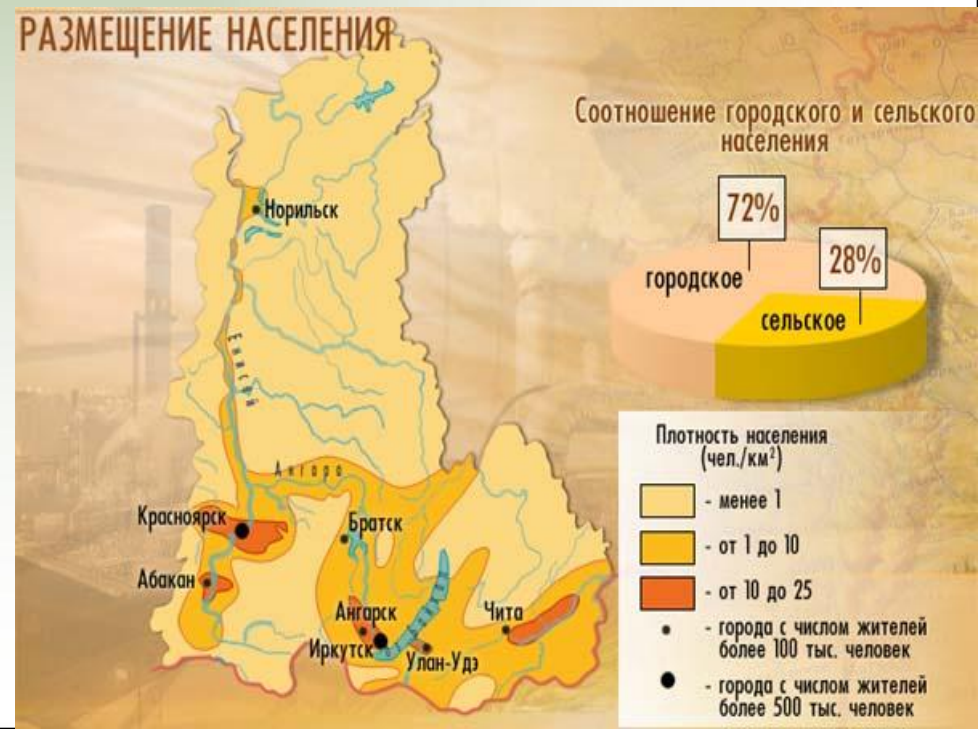 РАЗМЕЩЕНИЕ НАСЕЛЕНИЯ
Соотношение городского и сельского
населения
72%
28%
городское
сельское
Норильск
Енисей
Ангара
Красноярск
Братск
Абакан
Ангарск
Иркутск
Улан-Удэ
Чита
Плотность населения
(чел./км²)
- менее 1
- от 1 до 10
- от 10 до 25
- города с числом жителей
более 100 тыс. человек
- города с числом жителей
более 500 тыс. человек